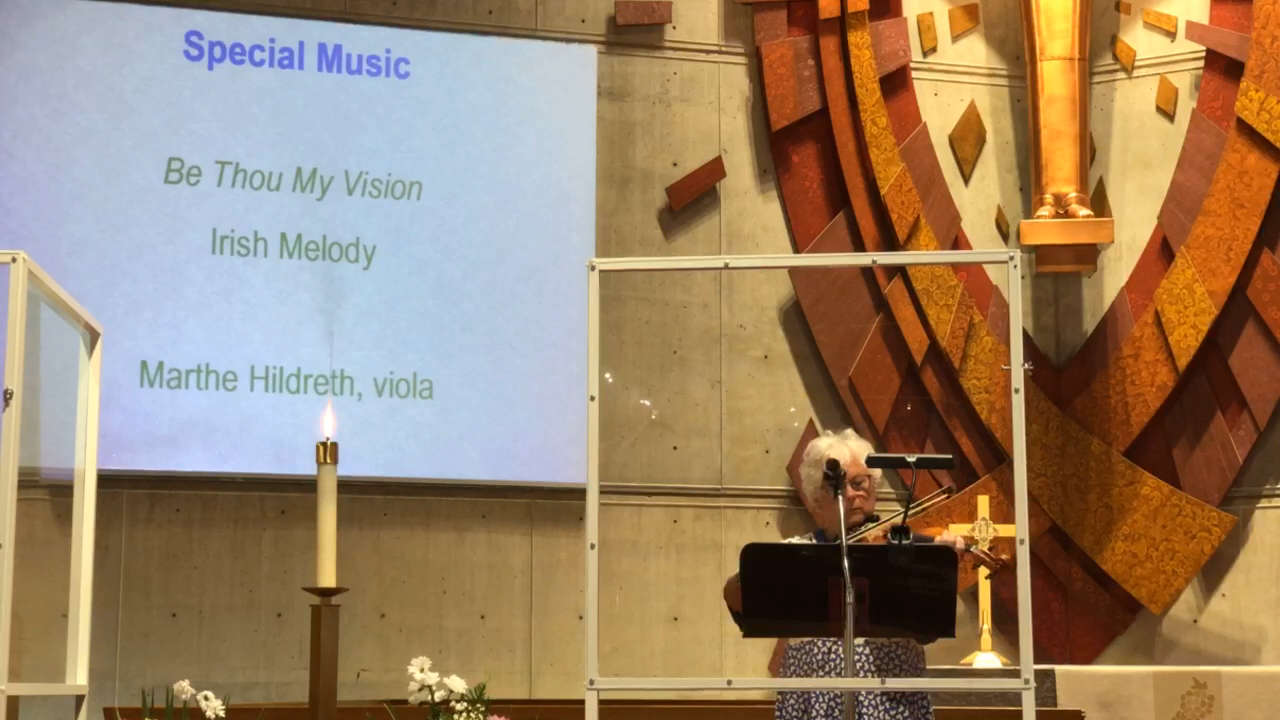 Special Music
Be Thou My Vision
Irish Melody
Marthe Hildreth, viola